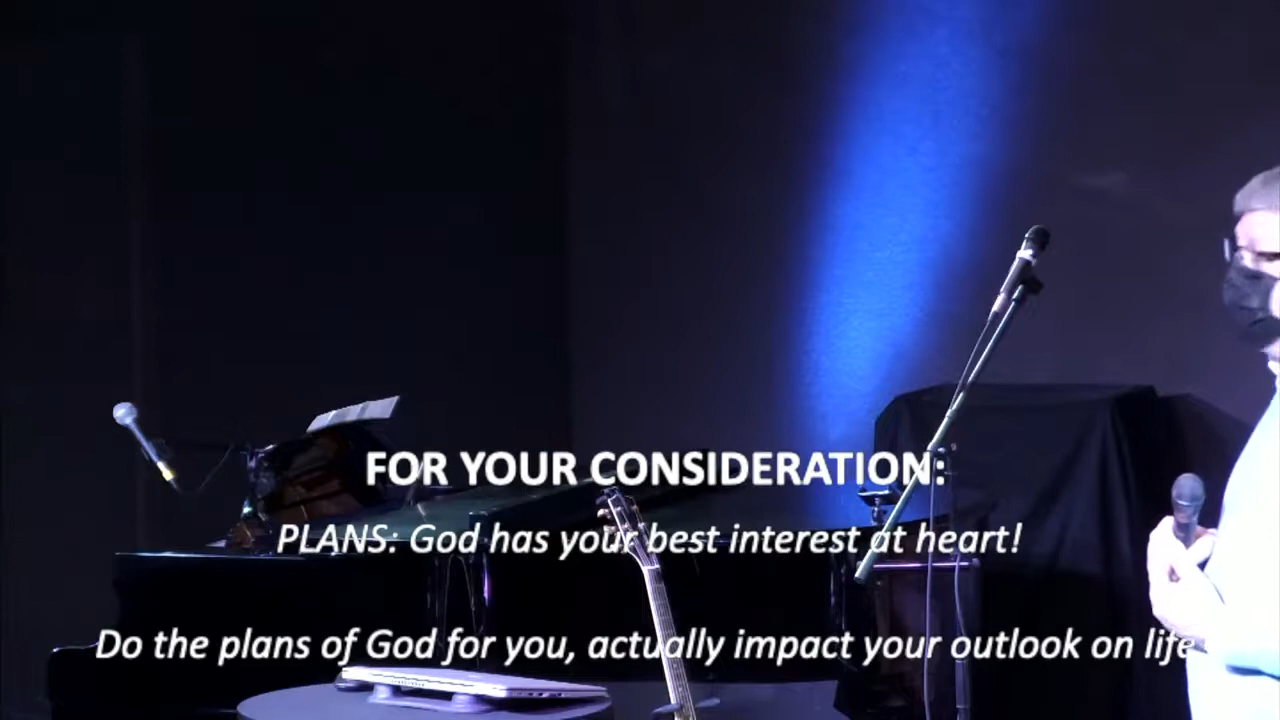 FOR YOUR CONSIDERATION:
PLANS: God has your best interest at heart!
Do the plans of God for you, actually impact your outlook on life